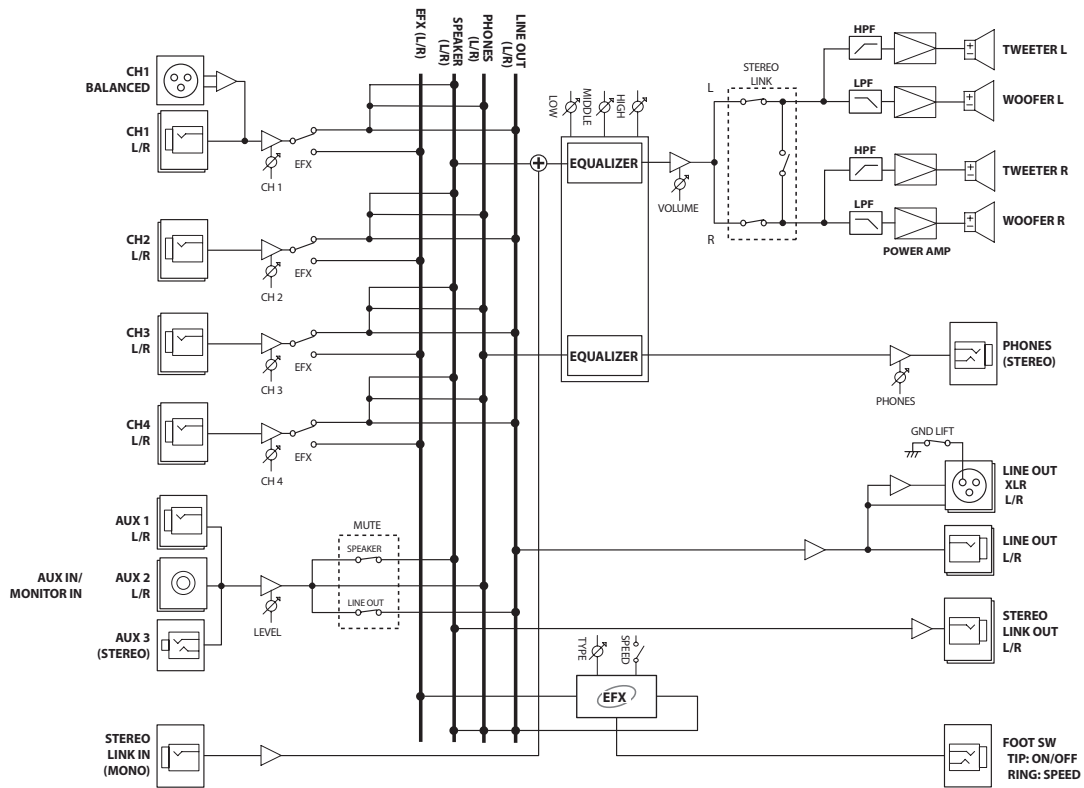 EFX (L/R)
SPEAKER
(L/R)
PHONES
(L/R)
LINE OUT
(L/R)
CH1
BALANCED
CH1
L/R
EFX
CH 1
CH2
L/R
EFX
CH 2
CH3
L/R
EFX
CH 3
CH4
L/R
EFX
CH 4
AUX IN/
MONITOR IN
AUX 1
L/R
AUX 2
L/R
AUX 3
(STEREO)
LEVEL
MUTE
SPEAKER
LINE OUT
STEREO
LINK IN
(MONO)
LOW
MIDDLE
HIGH
EQUALIZER
EQUALIZER
VOLUME
L
R
STEREO
LINK
HPF
LPF
HPF
LPF
POWER AMP
TWEETER L
WOOFER L
TWEETER R
WOOFER R
PHONES
PHONES
(STEREO)
GND LIFT
LINE OUT
XLR
L/R
LINE OUT
L/R
STEREO
LINK OUT
L/R
TYPE
SPEED
EFX
FOOT SW
TIP: ON/OFF
RING: SPEED